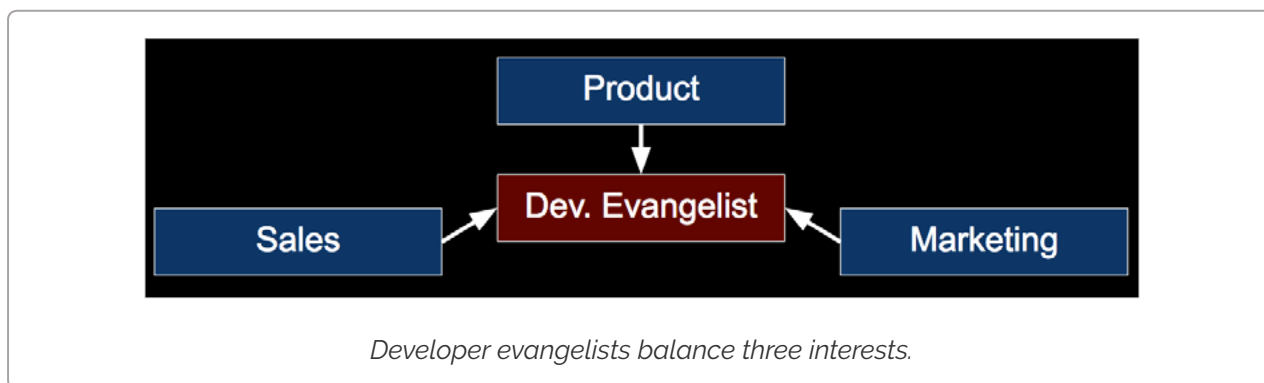 Product
Dev. Evangelist
Sales
Marketing
Developer evangelists balance three interests.